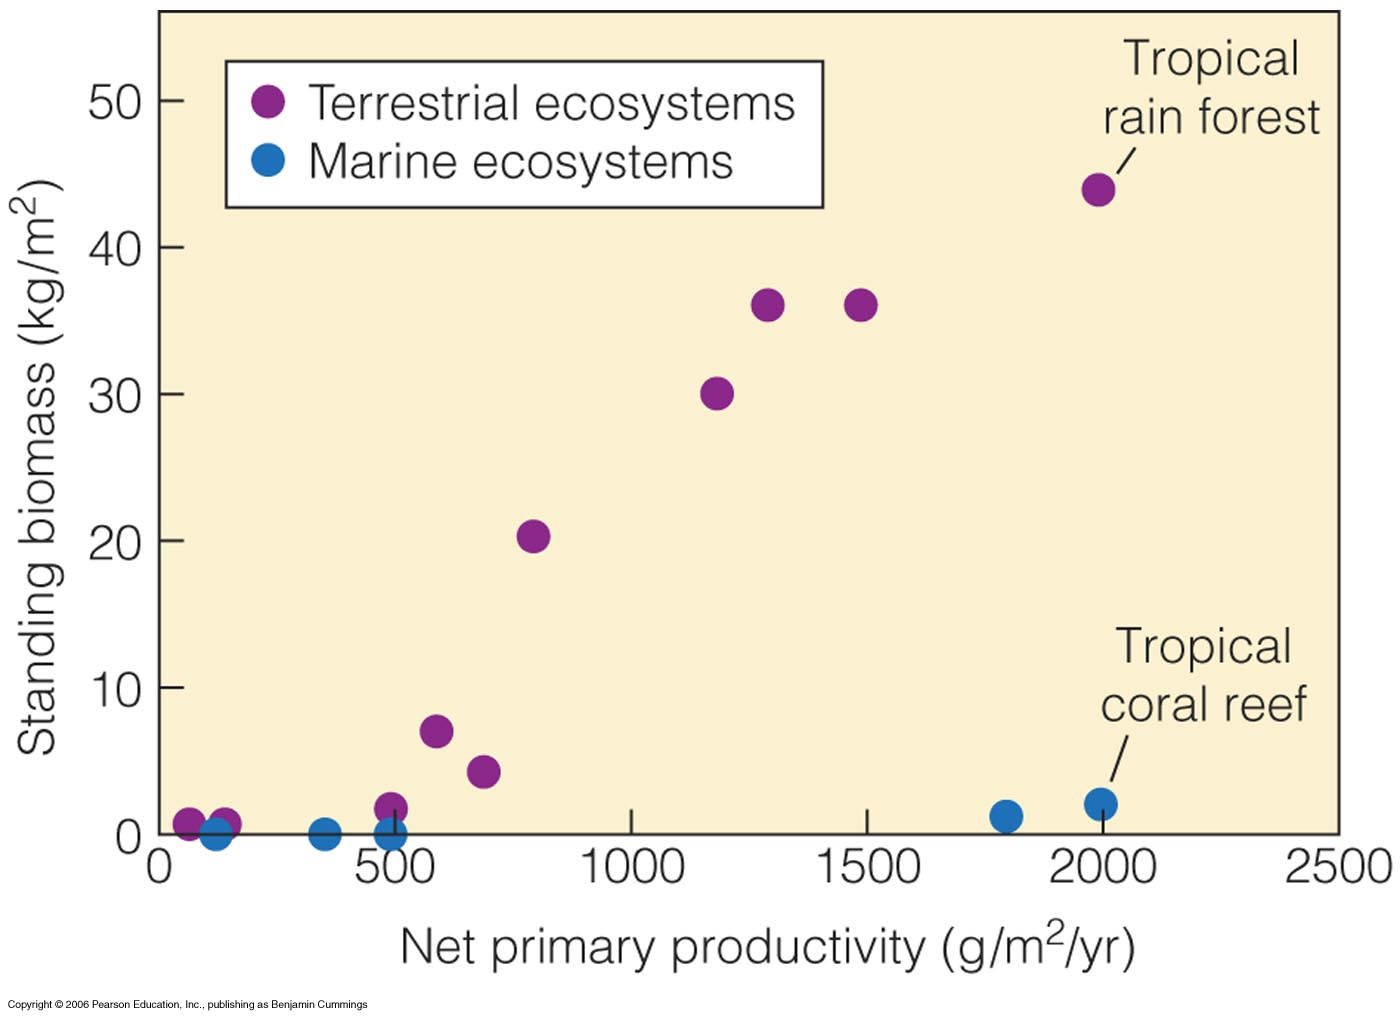 Tropical
rain forest
Terrestrial ecosystems
Marine ecosystems
50
40
30
20
10
0
Standing biomass (kg/m²)
Tropical
coral reef
0 500 1000 1500 2000 2500
Net primary productivity (g/m²/yr)
Copyright © 2006 Pearson Education, Inc., publishing as Benjamin Cummings